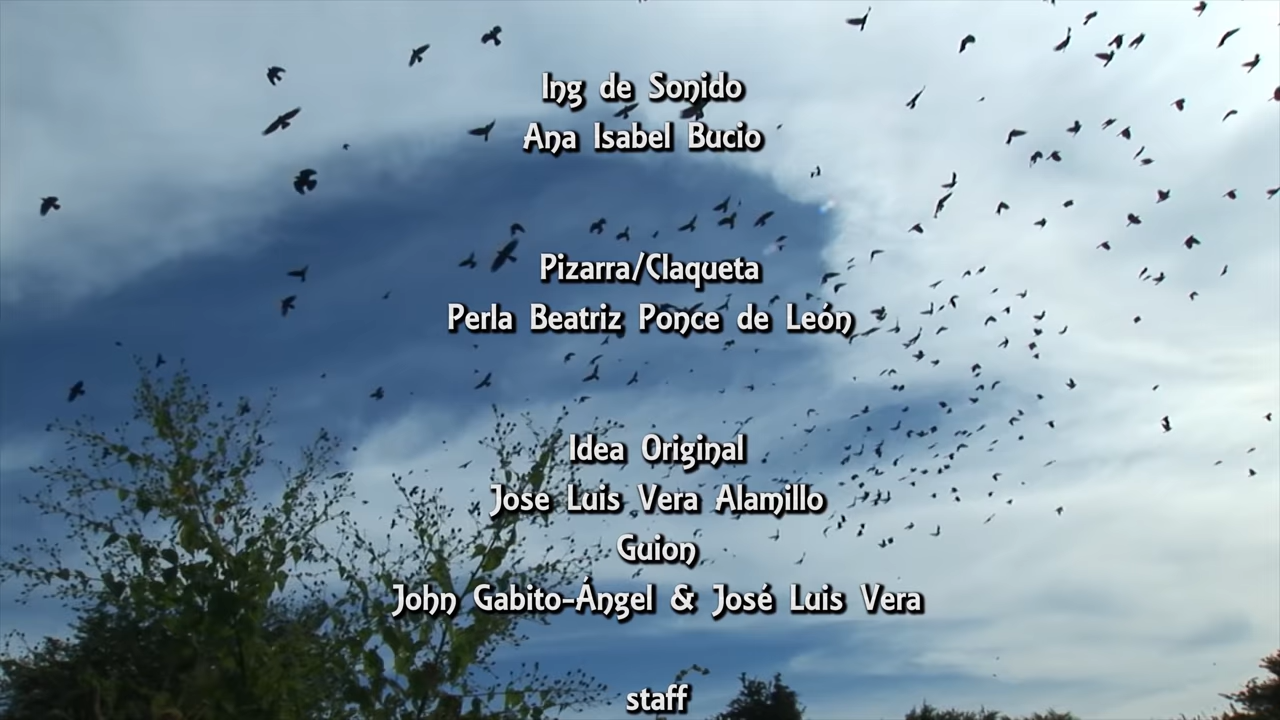 Ing de Sonido
Ana Isabel Bucio
Pizarra/Claqueta
Perla Beatriz Ponce de León
Idea Original
Jose Luis Vera Alamillo
Guion
John Gabito-Ángel & José Luis Vera
staff